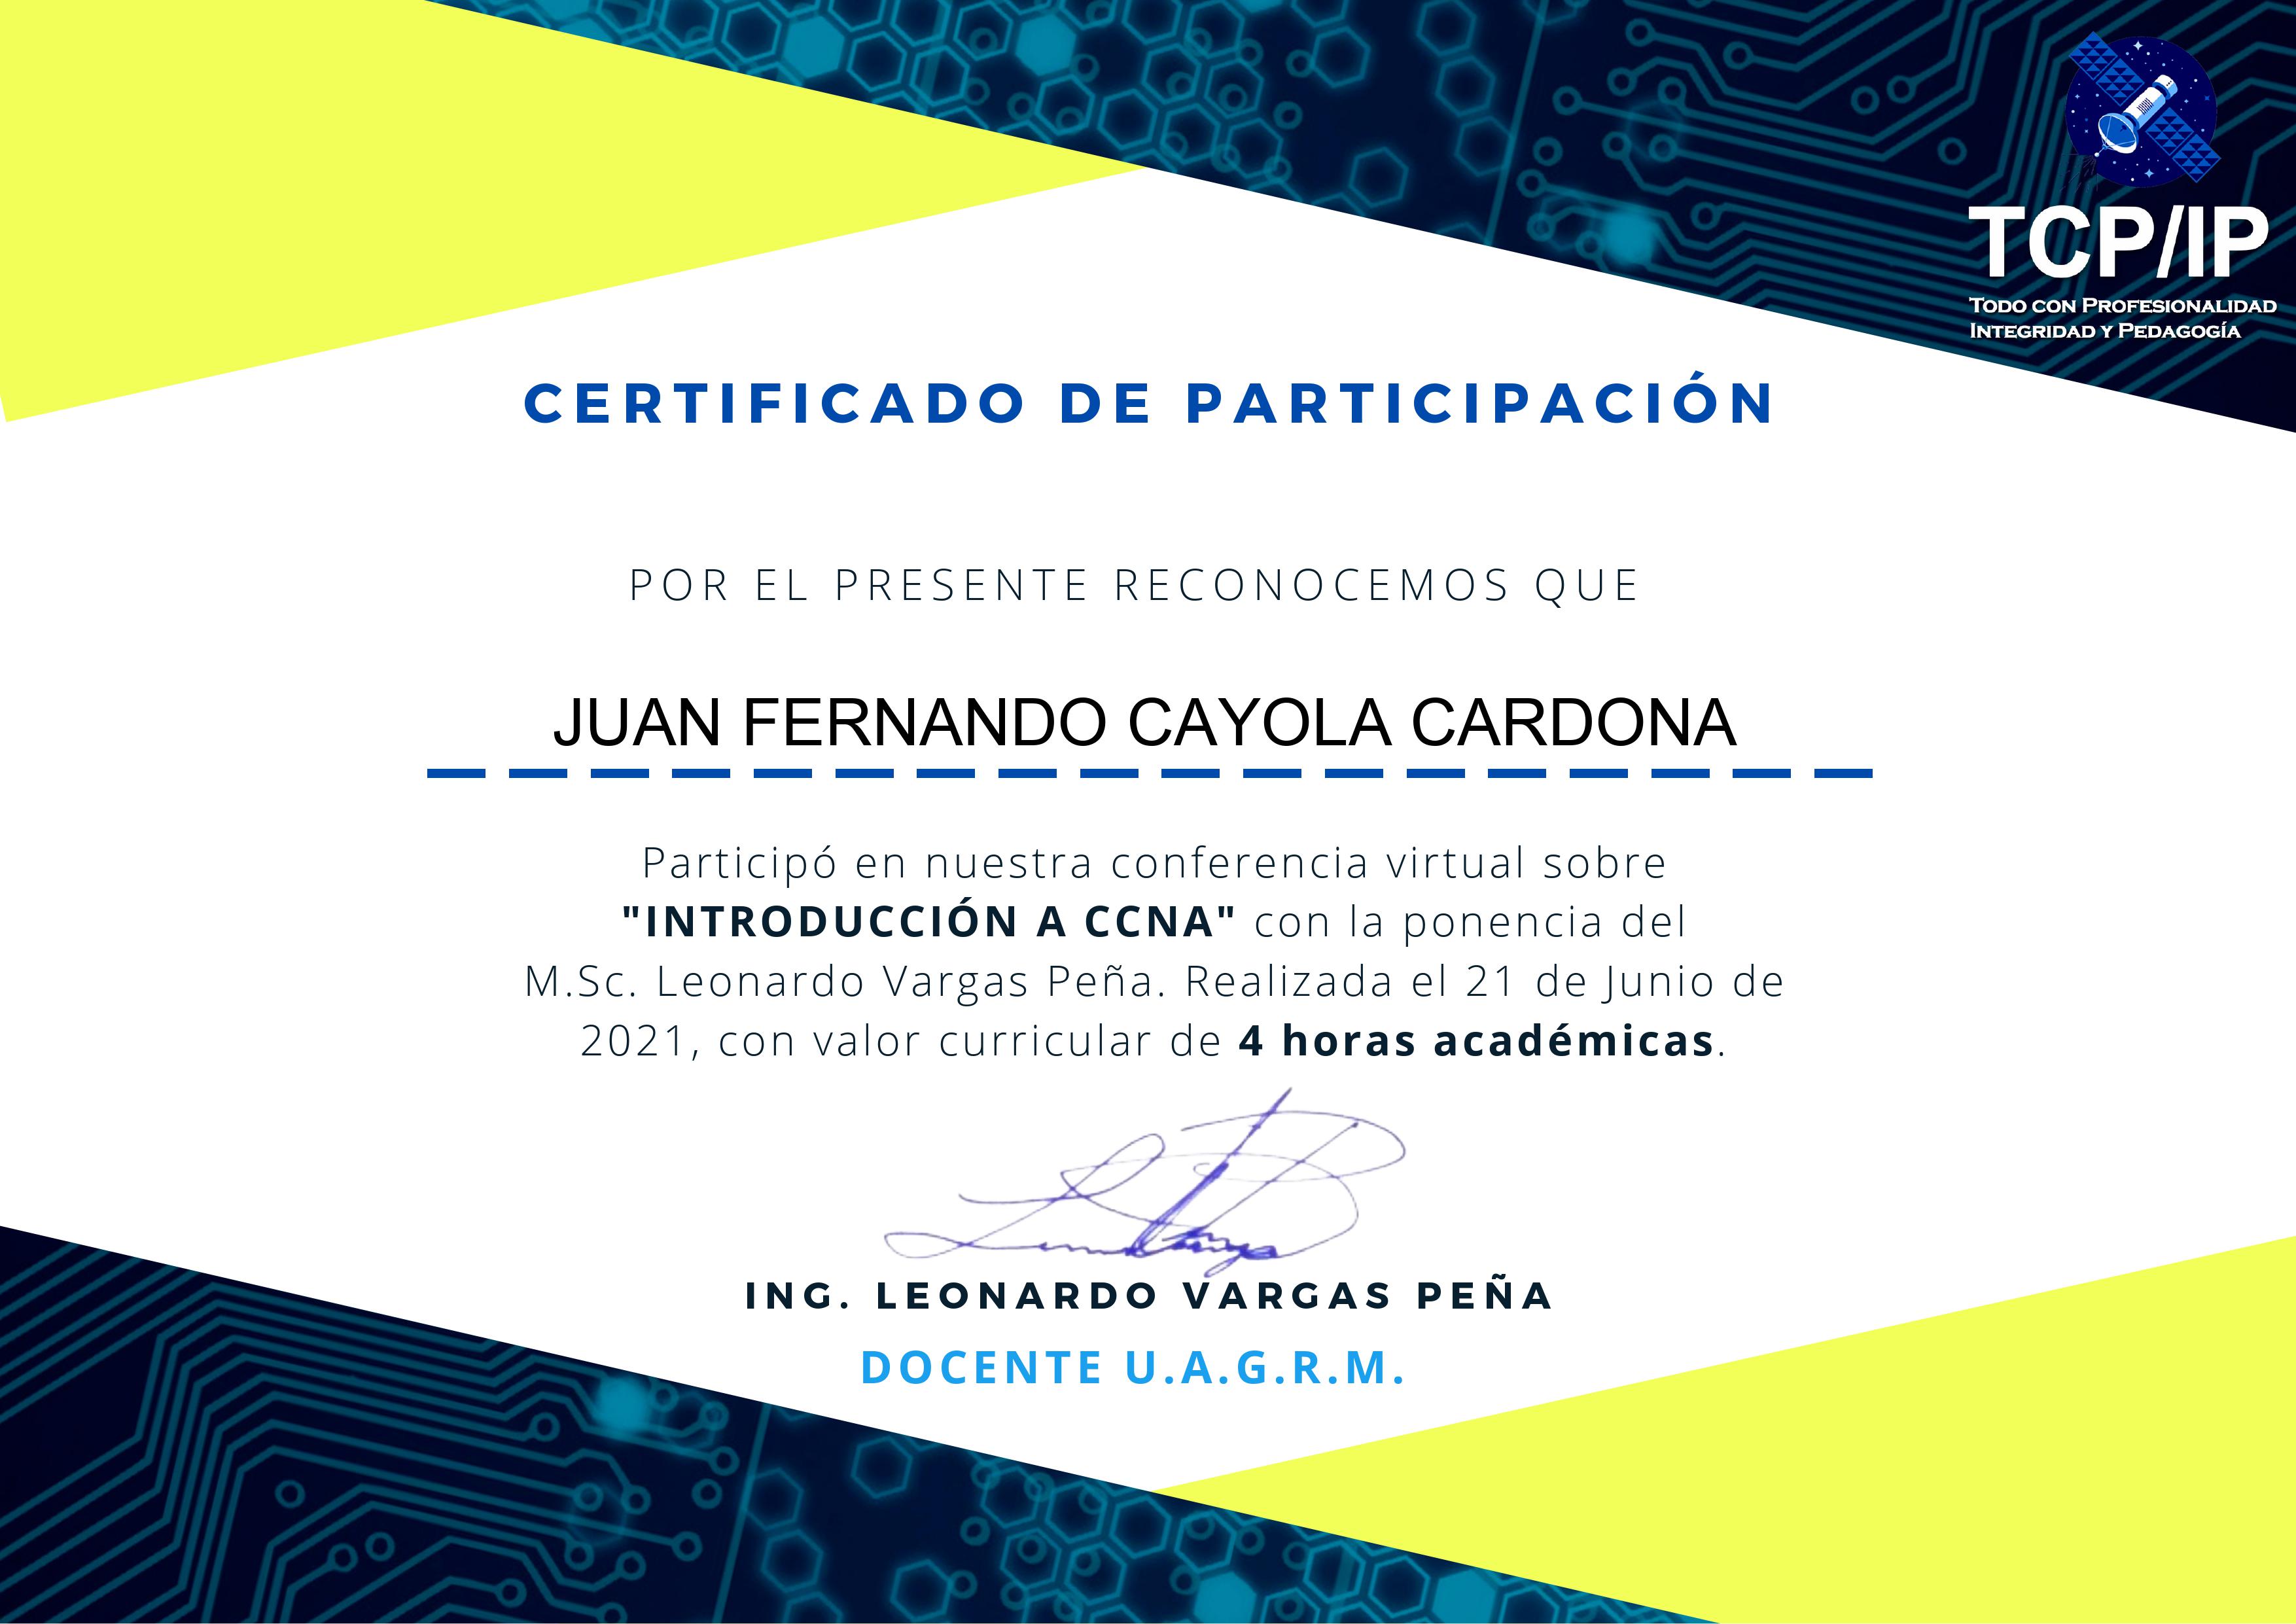 TCP/IP
TODO CON PROFESIONALIDAD
INTEGRIDAD Y PEDAGOGÍA
CERTIFICADO DE PARTICIPACIÓN
POR EL PRESENTE RECONOCEMOS QUE
JUAN FERNANDO CAYOLA CARDONA
Participó en nuestra conferencia virtual sobre
"INTRODUCCIÓN A CCNA" con la ponencia del
M.Sc. Leonardo Vargas Peña. Realizada el 21 de Junio de
2021, con valor curricular de 4 horas académicas.
ING. LEONARDO VARGAS PEÑA
DOCENTE U.A.G.R.M.